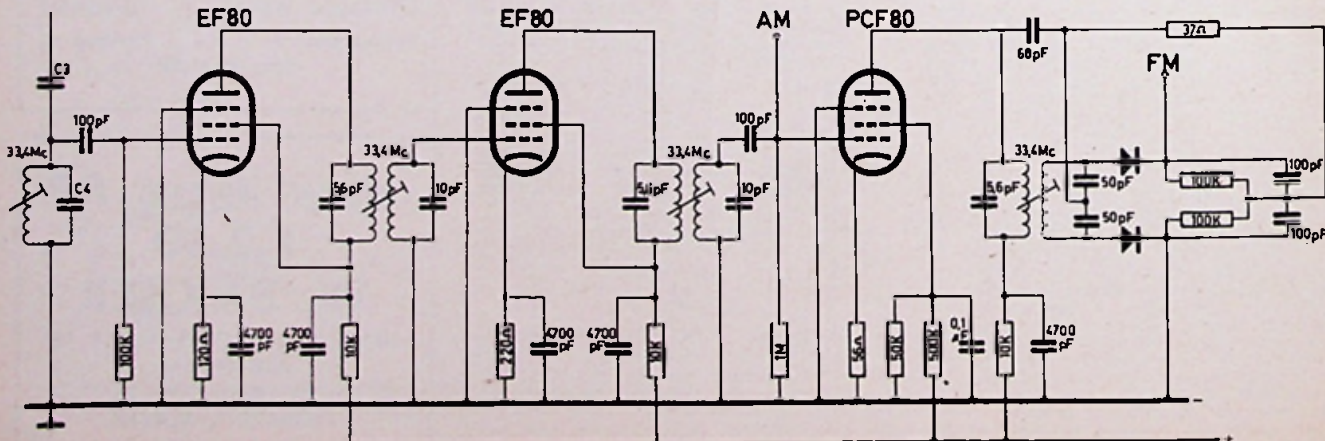 EF80
EF80
AM
PCF80
68pF
37Ω
FM
C3
100pF
33,4Mc
C4
33,4Mc
56pF
10pF
100pF
33,4Mc
5,1pF
10pF
33,4Mc
5,6pF
50pF
50pF
100K
100K
100pF
100pF
100K
120Ω
4700
pF
4700
pF
10K
220Ω
4700
pF
4700
pF
10K
1M
56Ω
50K
500K
0,1
µF
10K
4700
pF
-
+